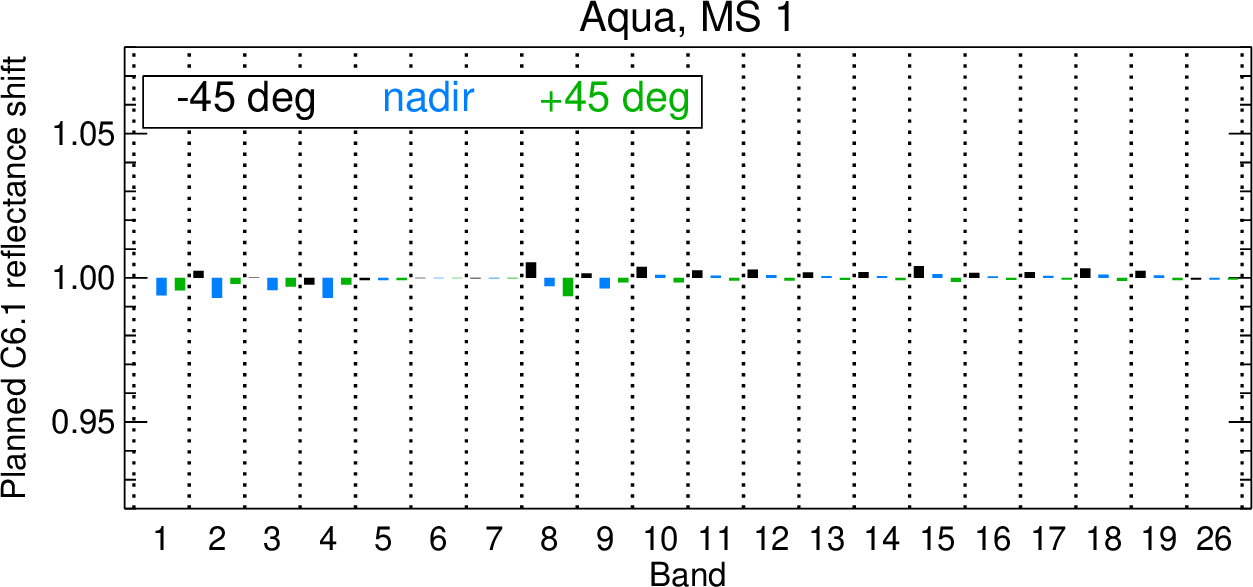 Aqua, MS 1
Planned C6.1 reflectance shift
-45 deg nadir +45 deg
1.05
1.00
0.95
1 2 3 4 5 6 7 8 9 10 11 12 13 14 15 16 17 18 19 26
Band